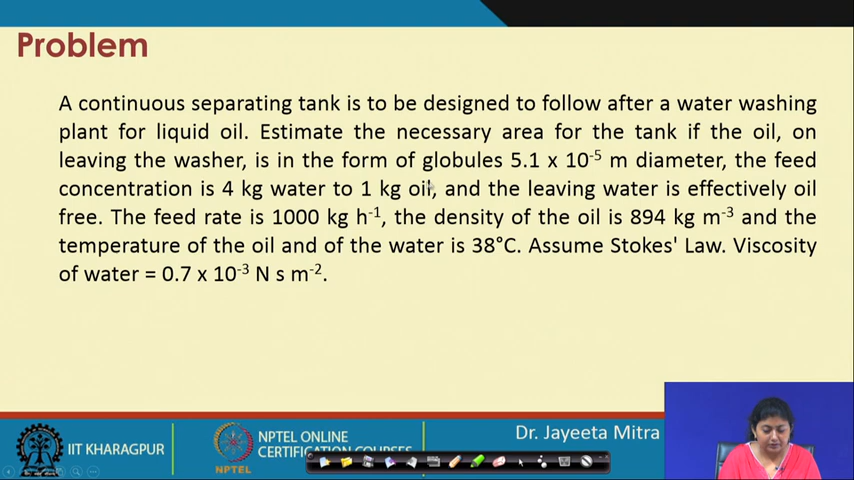 Problem
A continuous separating tank is to be designed to follow after a water washing
plant for liquid oil. Estimate the necessary area for the tank if the oil, on
leaving the washer, is in the form of globules 5.1 x 10⁻⁵ m diameter, the feed
concentration is 4 kg water to 1 kg oil, and the leaving water is effectively oil
free. The feed rate is 1000 kg h⁻¹, the density of the oil is 894 kg m⁻³ and the
temperature of the oil and of the water is 38°C. Assume Stokes' Law. Viscosity
of water = 0.7 x 10⁻³ N s m⁻².
IIT KHARAGPUR
NPTEL
NPTEL ONLINE
CERTIFICATION COURSES
Dr. Jayeeta Mitra